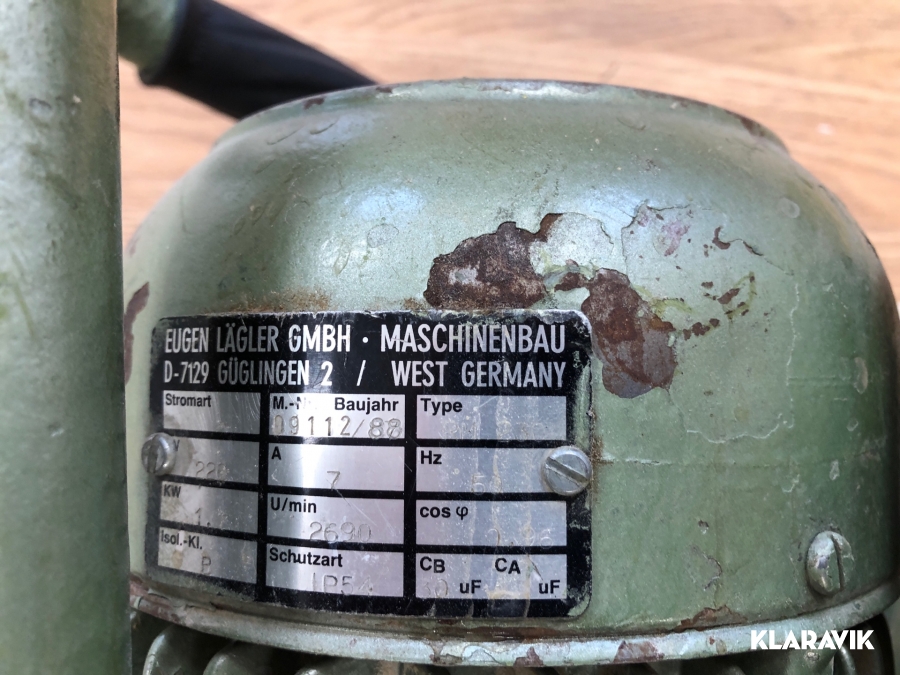 EUGEN LÄGLER GMBH · MASCHINENBAU
D-7129 GÜGLINGEN 2 / WEST GERMANY
Stromart M.-Nr. Baujahr Type
09112/88
V A Hz
7
KW U/min cos φ
2690
Isol.-Kl. Schutzart CB uF CA uF
KLARAVIK